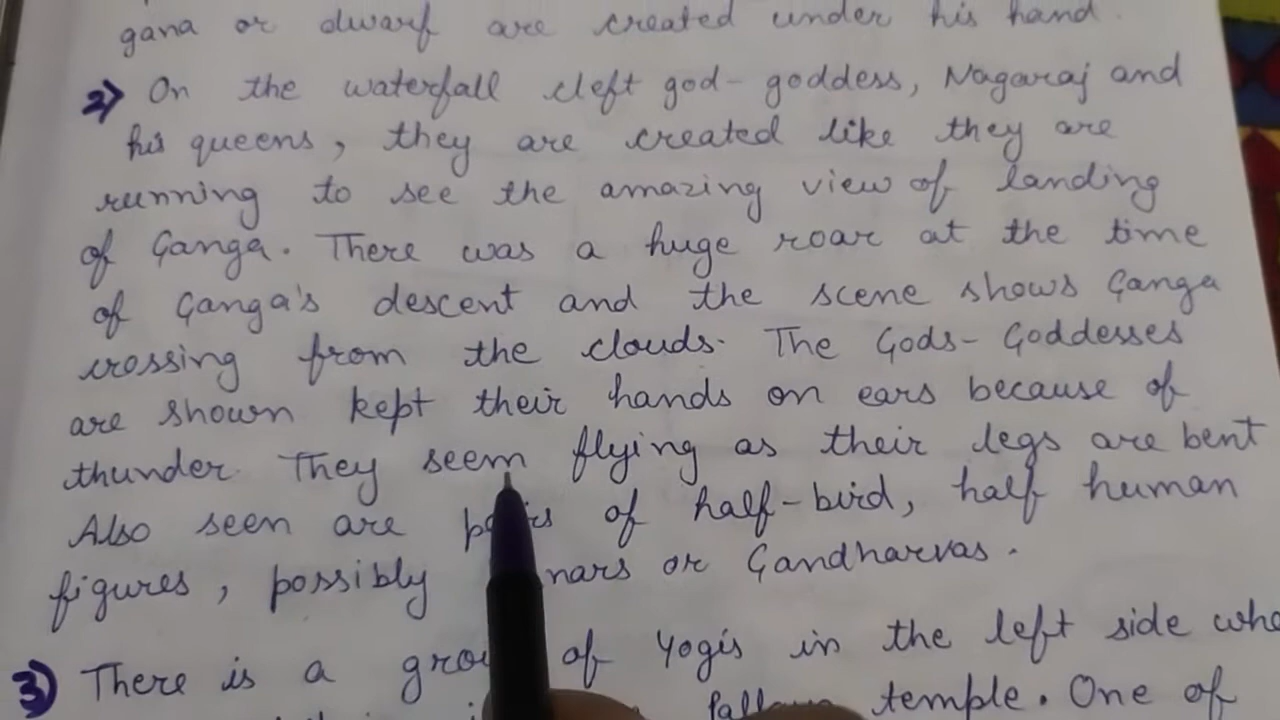 gana or dwarf are created under his hand.
2) On the waterfall cleft god-goddess, Nagaraj and
his queens, they are created like they are
running to see the amazing view of landing
of Ganga. There was a huge roar at the time
of Ganga's descent and the scene shows Ganga
crossing from the clouds. The Gods-Goddesses
are shown kept their hands on ears because of
thunder. They seem flying as their legs are bent
Also seen are of half-bird, half human
figures, possibly or Gandharvas.
3) There is a of Yogis in the left side
temple. One of